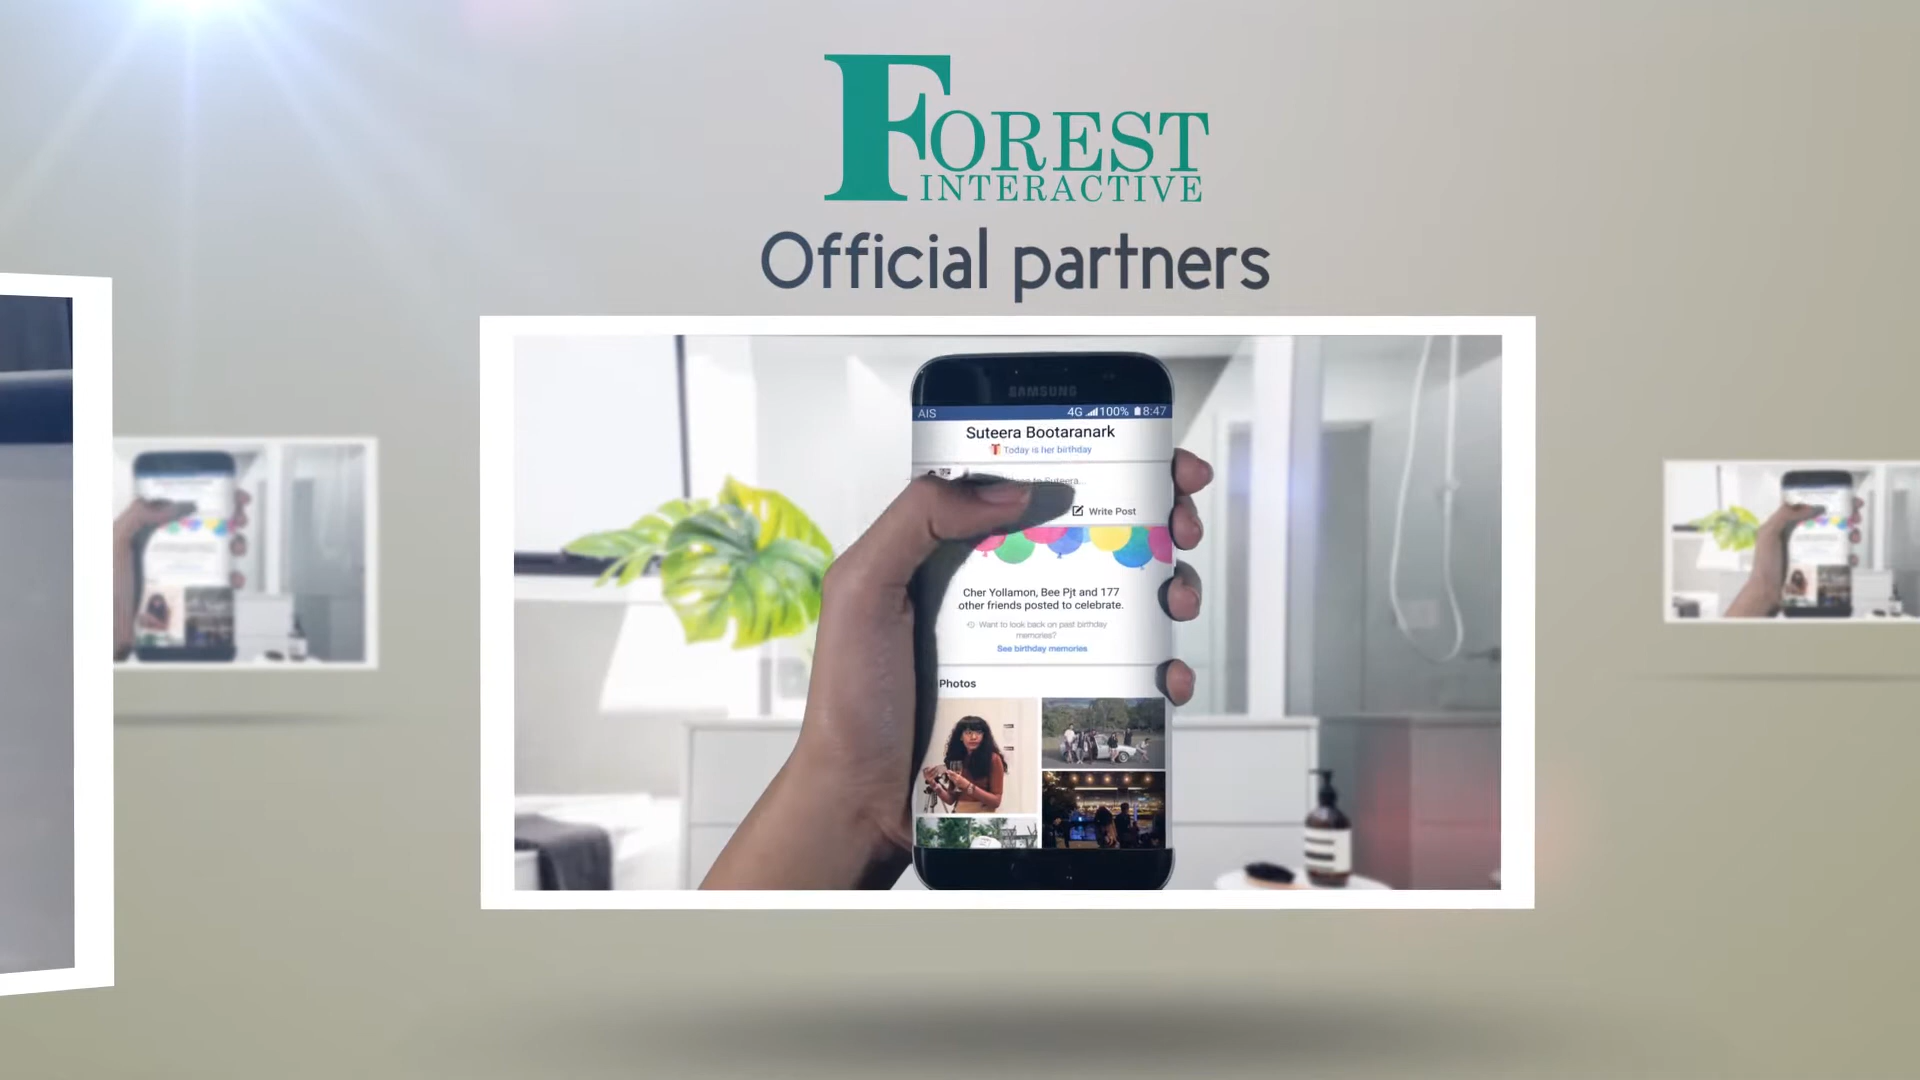 FOREST
INTERACTIVE
Official partners
SAMSUNG
AIS 4G 100% 8:47
Suteera Bootaranark
Today is her birthday
to Suteera...
Write Post
Cher Yollamon, Bee Pjt and 177
other friends posted to celebrate.
Want to look back on past birthday
memories?
See birthday memories
Photos